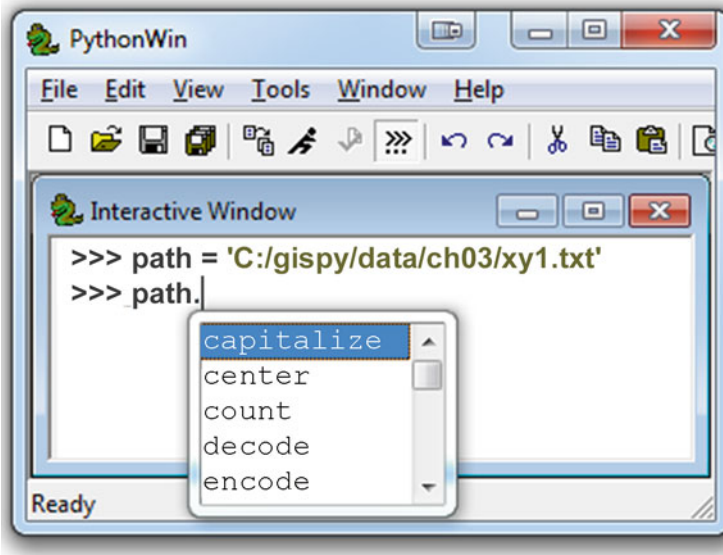 PythonWin
File Edit View Tools Window Help
>>>
Interactive Window
>>> path = 'C:/gispy/data/ch03/xy1.txt'
>>> path.
capitalize
center
count
decode
encode
Ready